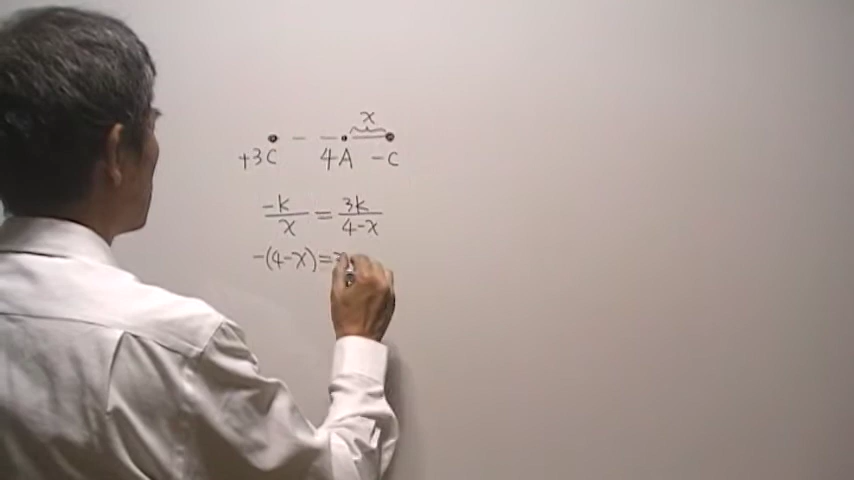 x
+3C 4A -C
-k/x = 3k/4-x
-(4-x)=